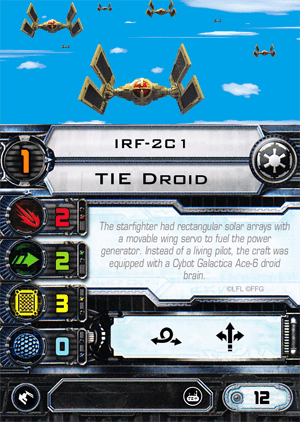 IRF-2C1
1
TIE DROID
2
2
3
0
The starfighter had rectangular solar arrays with
a movable wing servo to fuel the power
generator. Instead of a living pilot, the craft was
equipped with a Cybot Galactica Ace-6 droid
brain.
©LFL ©FFG
12